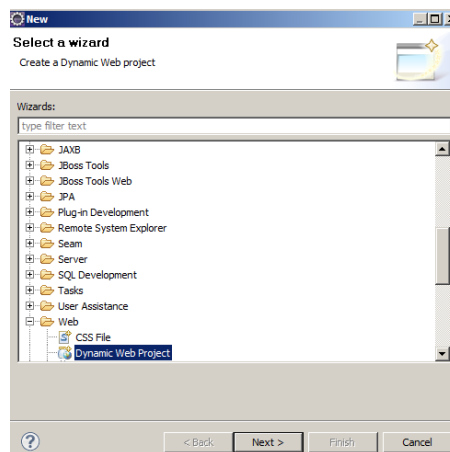 New
Select a wizard
Create a Dynamic Web project
Wizards:
type filter text
JAXB
JBoss Tools
JBoss Tools Web
JPA
Plug-in Development
Remote System Explorer
Seam
Server
SQL Development
Tasks
User Assistance
Web
CSS File
Dynamic Web Project
? < Back Next > Finish Cancel